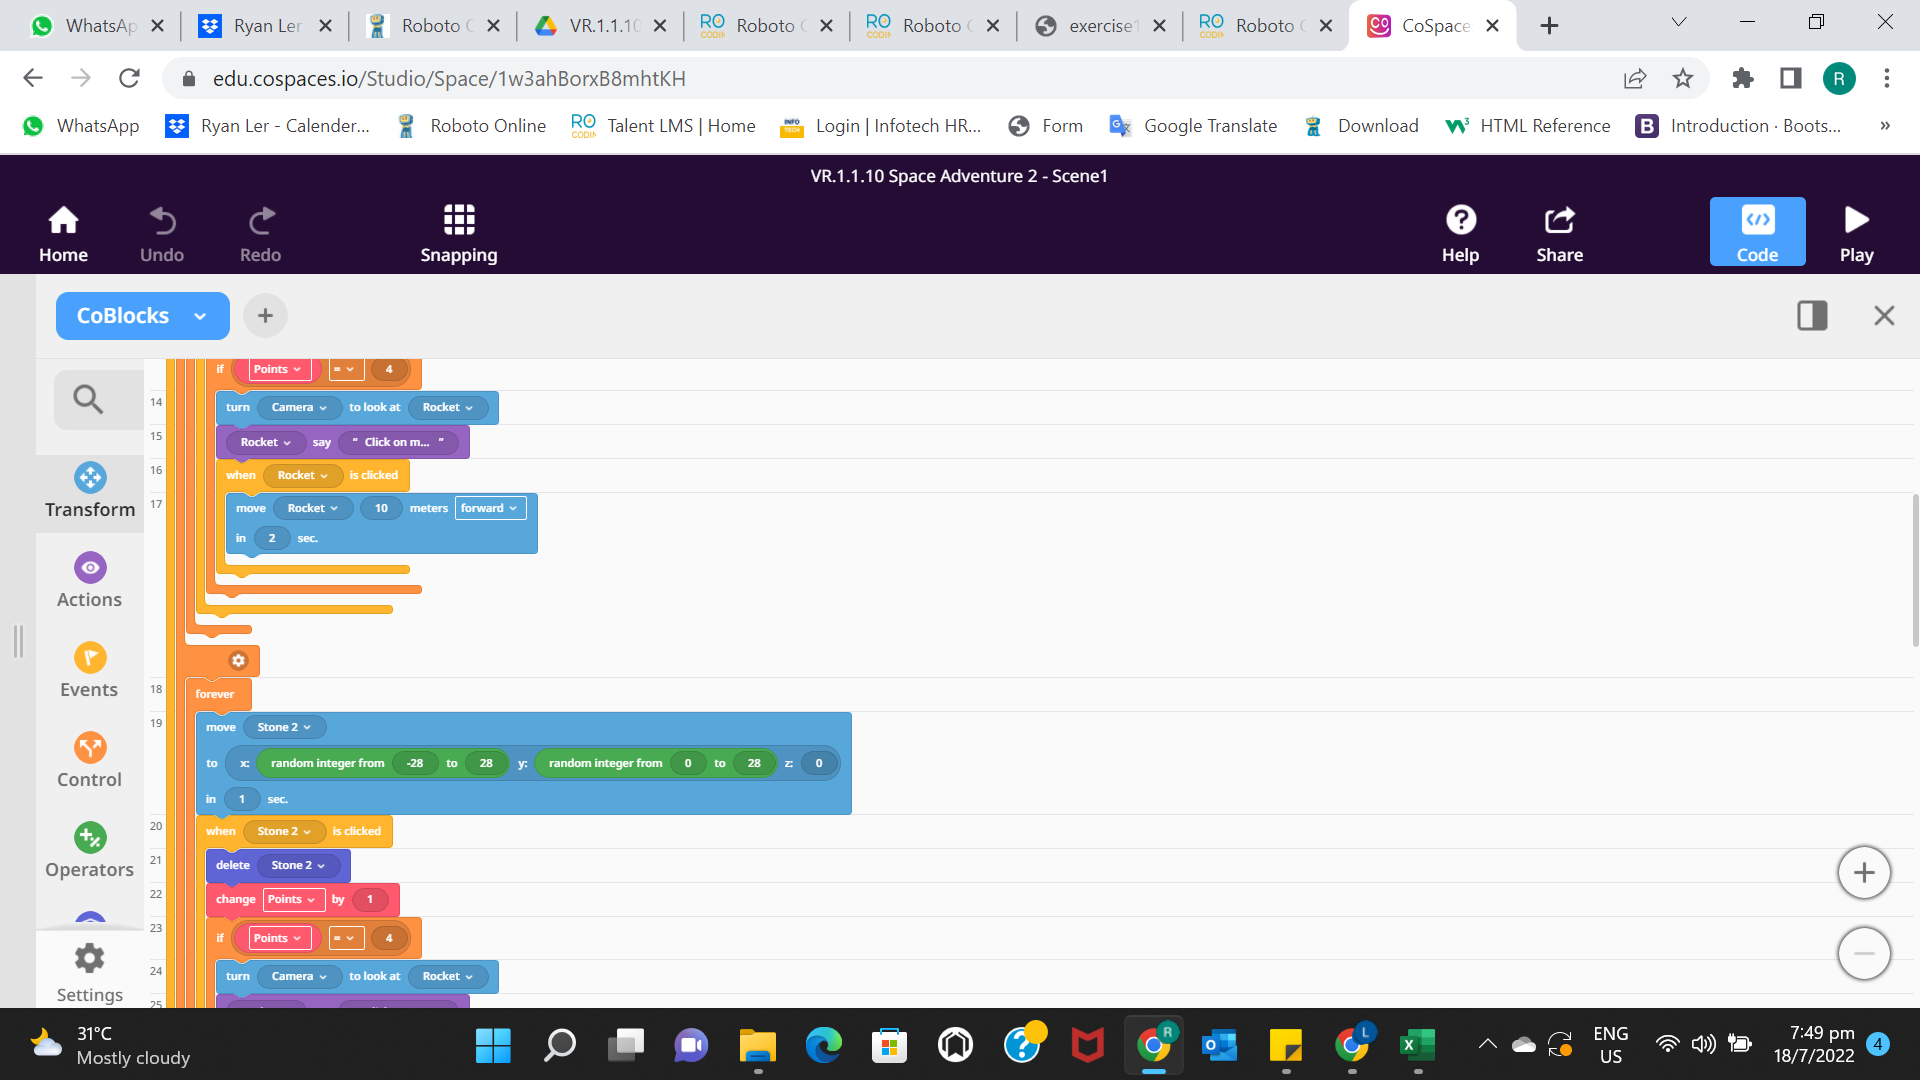 WhatsAp
Ryan Ler
Roboto C
VR.1.1.10
Roboto C
Roboto C
exercise1
Roboto C
CoSpace
edu.cospaces.io/Studio/Space/1w3ahBorxB8mhtKH
R
WhatsApp
Ryan Ler - Calender...
Roboto Online
Talent LMS | Home
Login | Infotech HR...
Form
Google Translate
Download
HTML Reference
Introduction · Boots...
»
VR.1.1.10 Space Adventure 2 - Scene1
Home
Undo
Redo
Snapping
Help
Share
Code
Play
CoBlocks
if Points = 4
14 turn Camera to look at Rocket
15 Rocket say " Click on m... "
16 when Rocket is clicked
17 move Rocket 10 meters forward
in 2 sec.
18 forever
19 move Stone 2
to x: random integer from -28 to 28 y: random integer from 0 to 28 z: 0
in 1 sec.
20 when Stone 2 is clicked
21 delete Stone 2
22 change Points by 1
23 if Points = 4
24 turn Camera to look at Rocket
25
Transform
Actions
Events
Control
Operators
Settings
31°C
Mostly cloudy
ENG
US
7:49 pm
18/7/2022
4